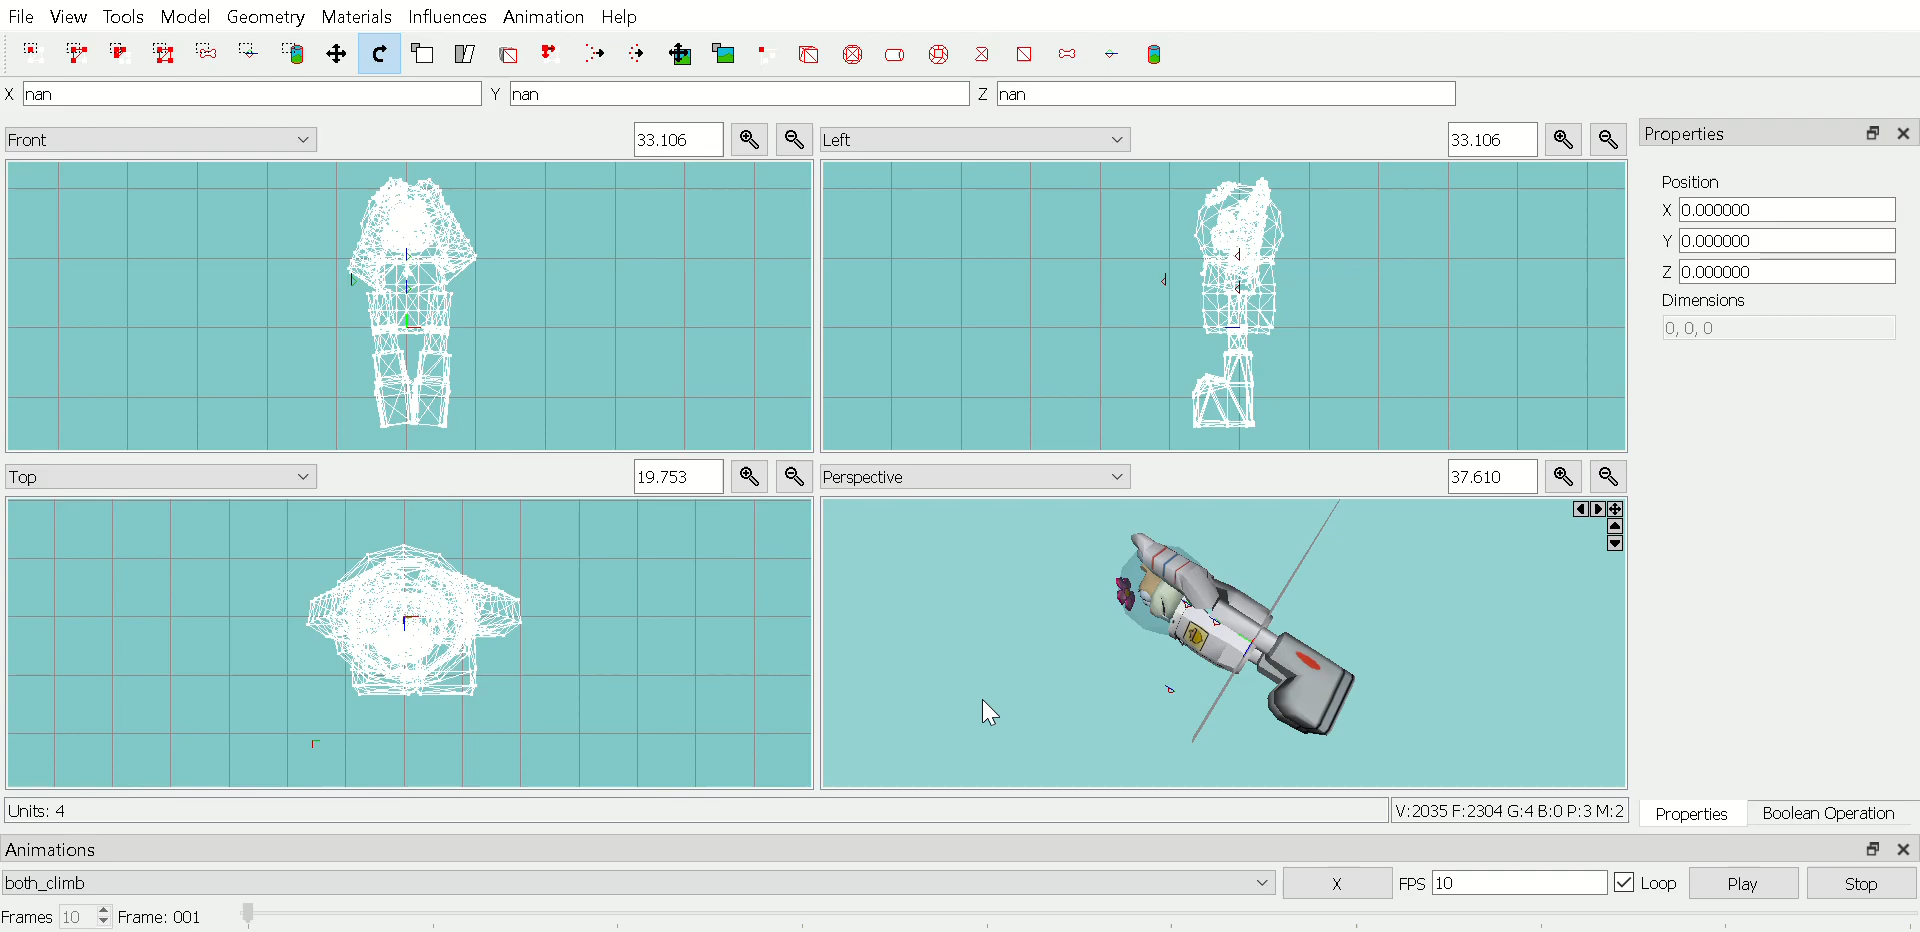 File View Tools Model Geometry Materials Influences Animation Help
X nan Y nan Z nan
Front 33.106 Left 33.106 Properties
Position
X 0.000000
Y 0.000000
Z 0.000000
Dimensions
0, 0, 0
Top 19.753 Perspective 37.610
Units: 4 V:2035 F:2304 G:4 B:0 P:3 M:2 Properties Boolean Operation
Animations
both_climb X FPS 10 Loop Play Stop
Frames 10 Frame: 001